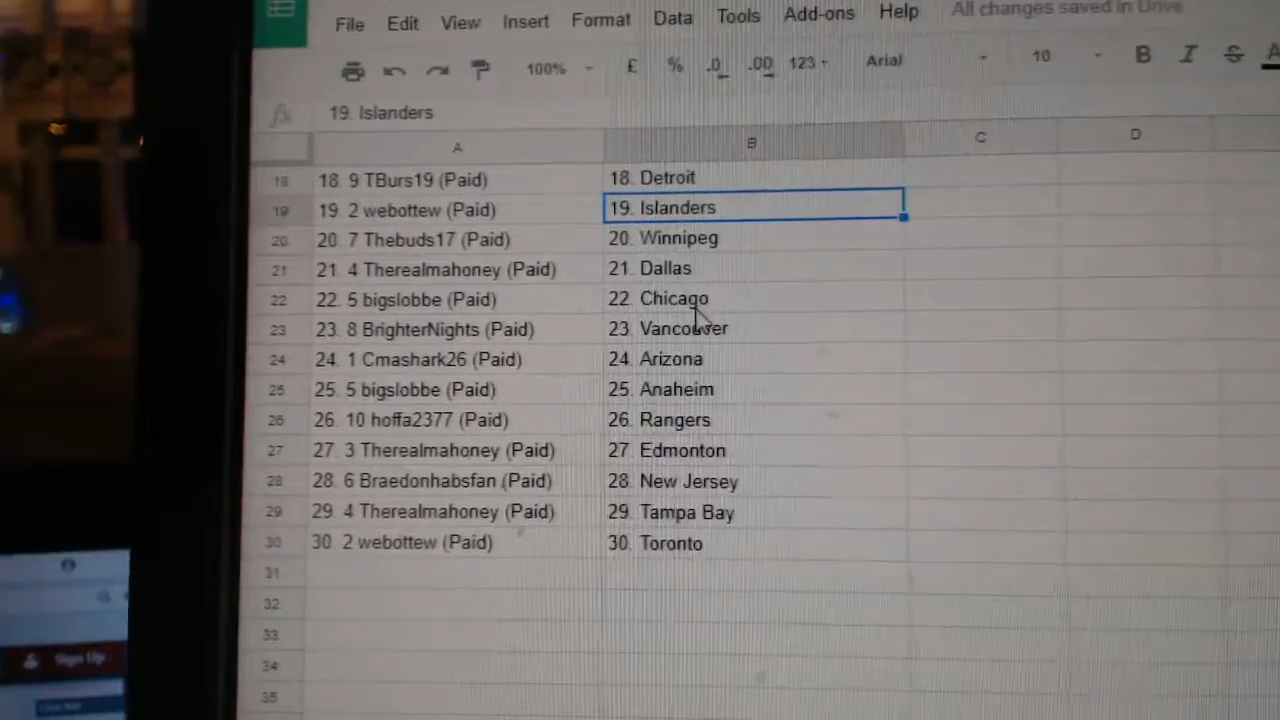 File Edit View Insert Format Data Tools Add-ons Help All changes saved in Drive
100% £ % .0 .00 123 Arial 10 B I S A
fx 19. Islanders
A B C D
18 18. 9 TBurs19 (Paid) 18. Detroit
19 19. 2 webottew (Paid) 19. Islanders
20 20. 7 Thebuds17 (Paid) 20. Winnipeg
21 21. 4 Therealmahoney (Paid) 21. Dallas
22 22. 5 bigslobbe (Paid) 22. Chicago
23 23. 8 BrighterNights (Paid) 23. Vancouver
24 24. 1 Cmashark26 (Paid) 24. Arizona
25 25. 5 bigslobbe (Paid) 25. Anaheim
26 26. 10 hoffa2377 (Paid) 26. Rangers
27 27. 3 Therealmahoney (Paid) 27. Edmonton
28 28. 6 Braedonhabsfan (Paid) 28. New Jersey
29 29. 4 Therealmahoney (Paid) 29. Tampa Bay
30 30. 2 webottew (Paid) 30. Toronto
31
32
33
34
35
Sign Up